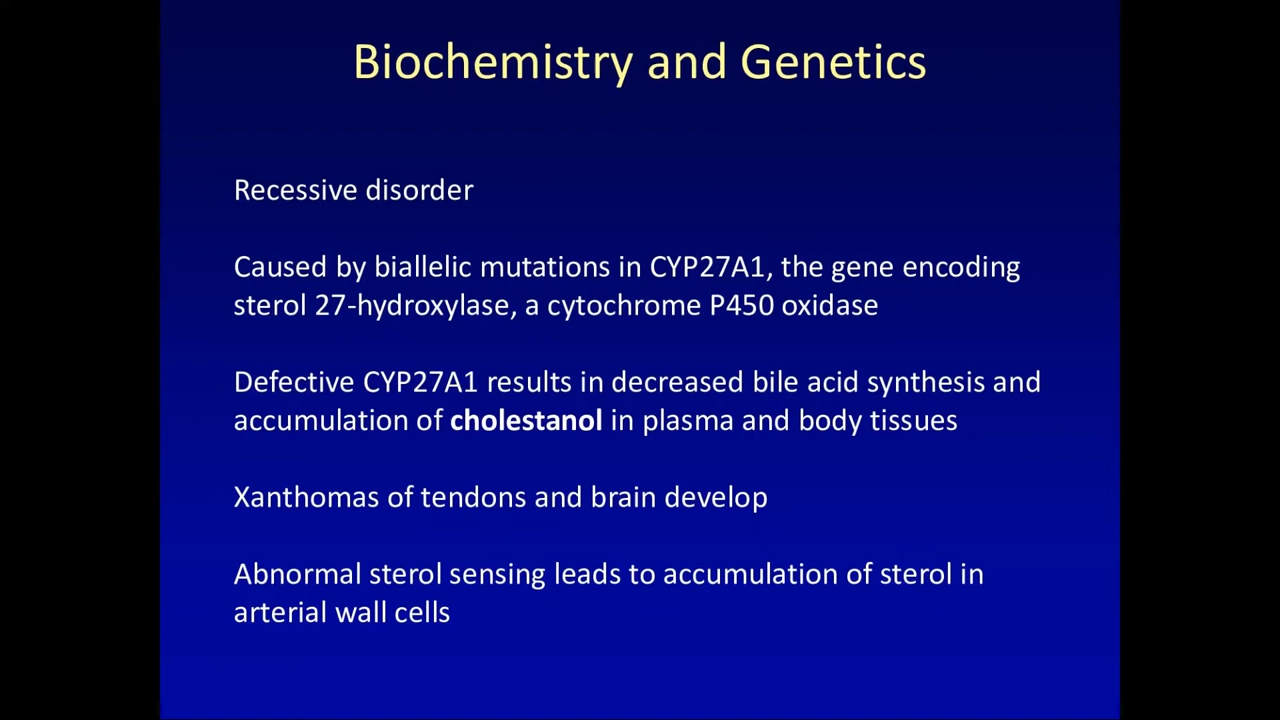 Biochemistry and Genetics
Recessive disorder
Caused by biallelic mutations in CYP27A1, the gene encoding
sterol 27-hydroxylase, a cytochrome P450 oxidase
Defective CYP27A1 results in decreased bile acid synthesis and
accumulation of cholestanol in plasma and body tissues
Xanthomas of tendons and brain develop
Abnormal sterol sensing leads to accumulation of sterol in
arterial wall cells